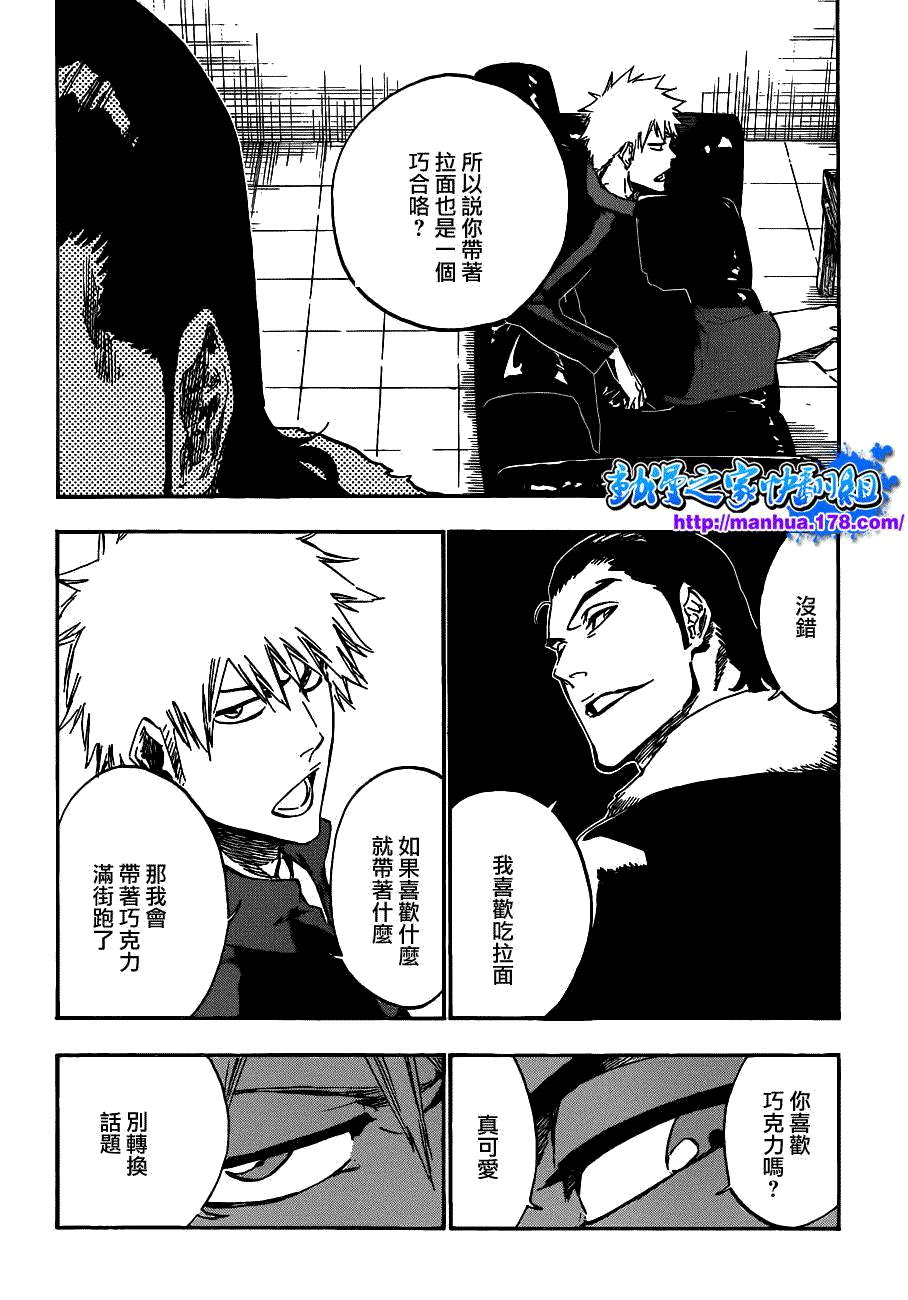 所以説你帶著
拉面也是一個
巧合咯?
動漫之家快翻組
http://manhua.178.com/
沒錯
我喜歡吃拉面
如果喜歡什麼
就帶著什麼
那我會
帶著巧克力
滿街跑了
你喜歡
巧克力嗎?
真可愛
別轉換
話題